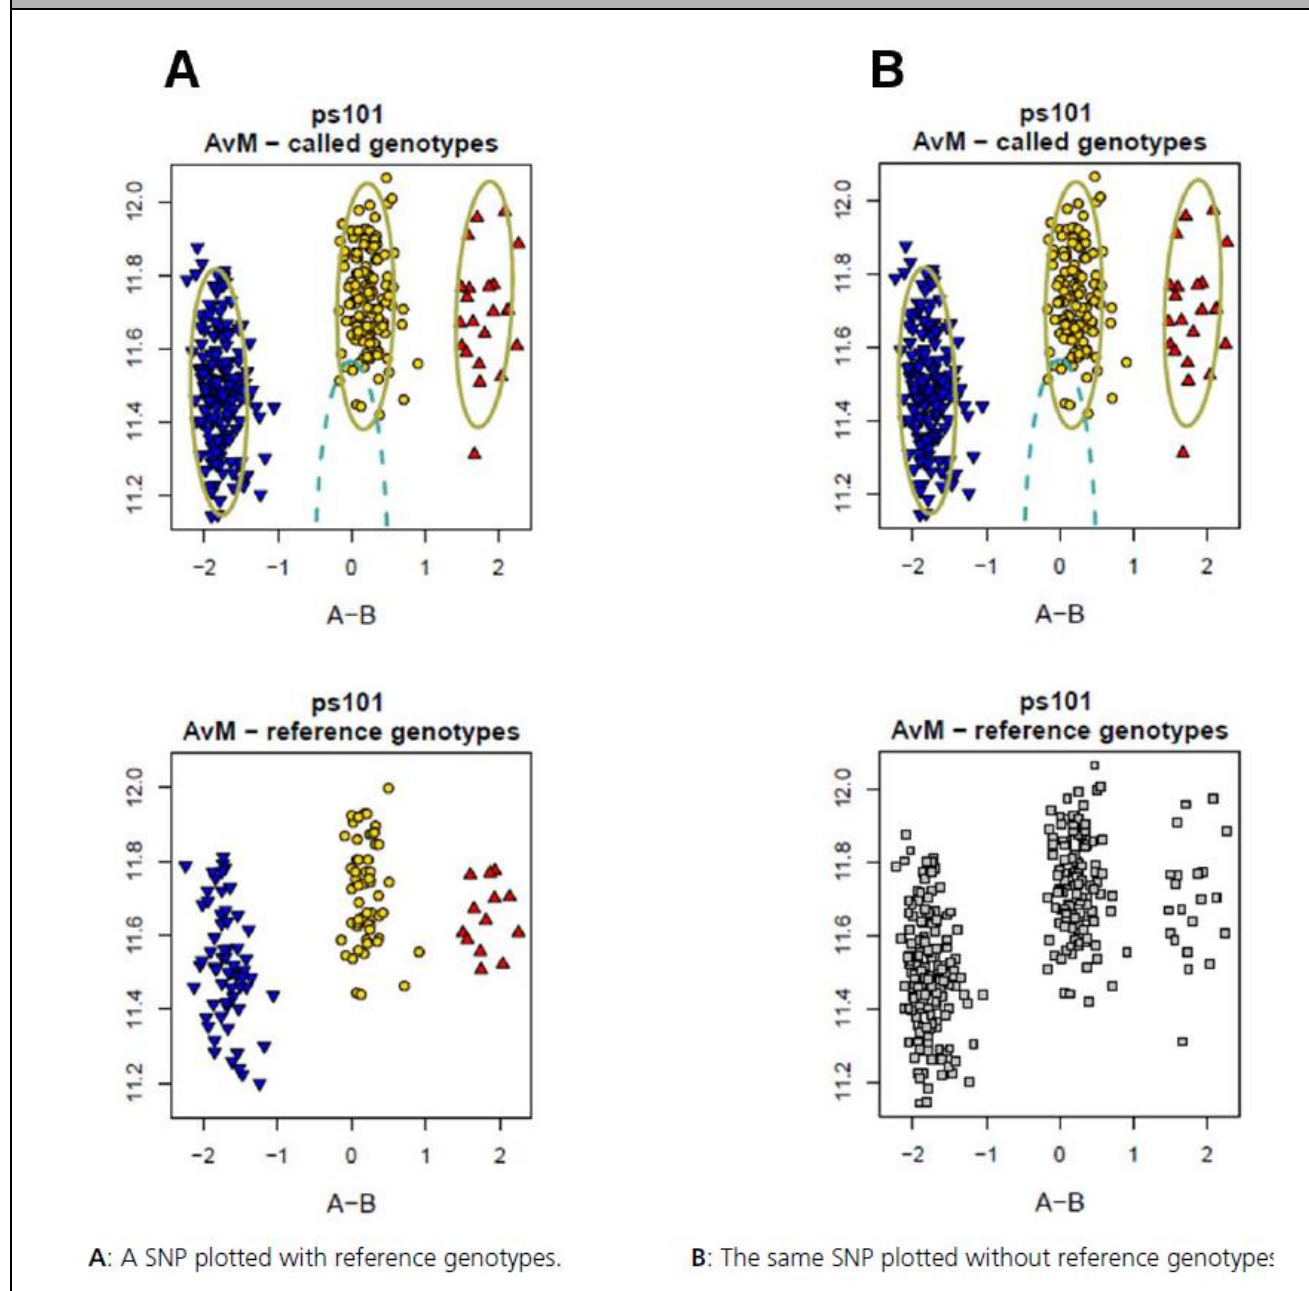 A
B
ps101
AvM − called genotypes
12.0
11.8
11.6
11.4
11.2
−2 −1 0 1 2
A−B
ps101
AvM − called genotypes
12.0
11.8
11.6
11.4
11.2
−2 −1 0 1 2
A−B
ps101
AvM − reference genotypes
12.0
11.8
11.6
11.4
11.2
−2 −1 0 1 2
A−B
ps101
AvM − reference genotypes
12.0
11.8
11.6
11.4
11.2
−2 −1 0 1 2
A−B
A: A SNP plotted with reference genotypes.
B: The same SNP plotted without reference genotypes